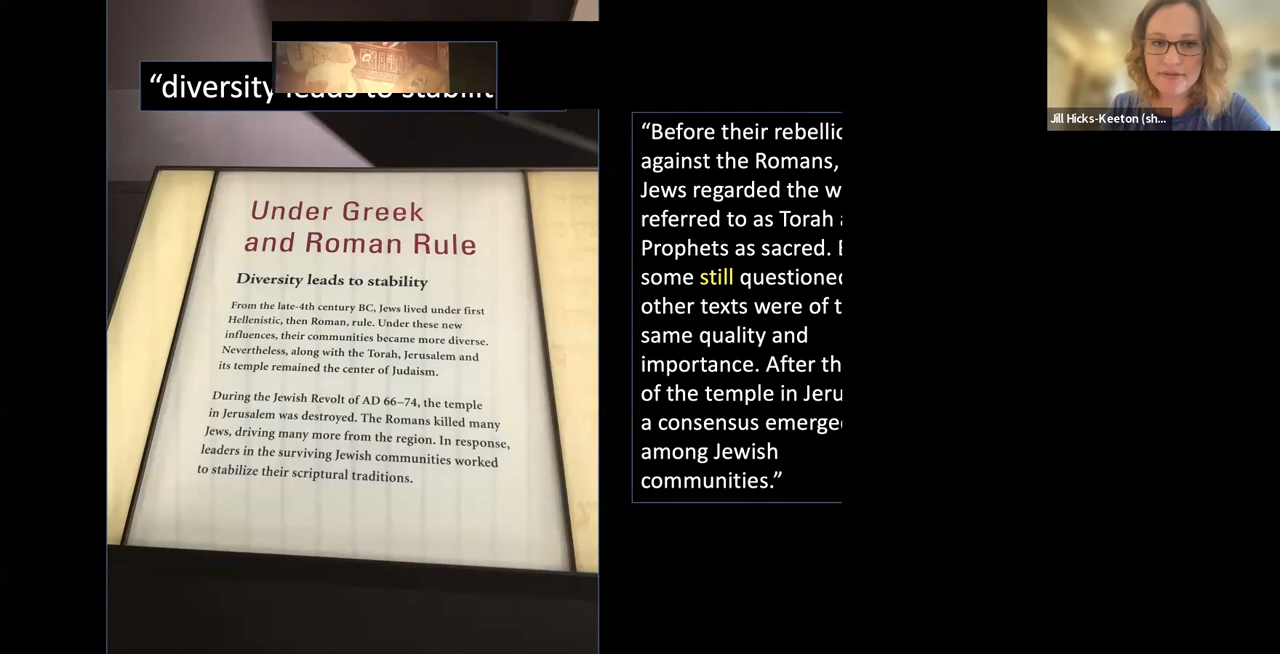 “diversity
Under Greek
and Roman Rule
Diversity leads to stability
From the late-4th century BC, Jews lived under first
Hellenistic, then Roman, rule. Under these new
influences, their communities became more diverse.
Nevertheless, along with the Torah, Jerusalem and
its temple remained the center of Judaism.
During the Jewish Revolt of AD 66–74, the temple
in Jerusalem was destroyed. The Romans killed many
Jews, driving many more from the region. In response,
leaders in the surviving Jewish communities worked
to stabilize their scriptural traditions.
“Before their
against the Romans,
Jews regarded the
referred to as Torah
Prophets as sacred.
some still
other texts were of
same quality and
importance. After
of the temple in
a consensus
among Jewish
communities.”
Jill Hicks-Keeton (sh...